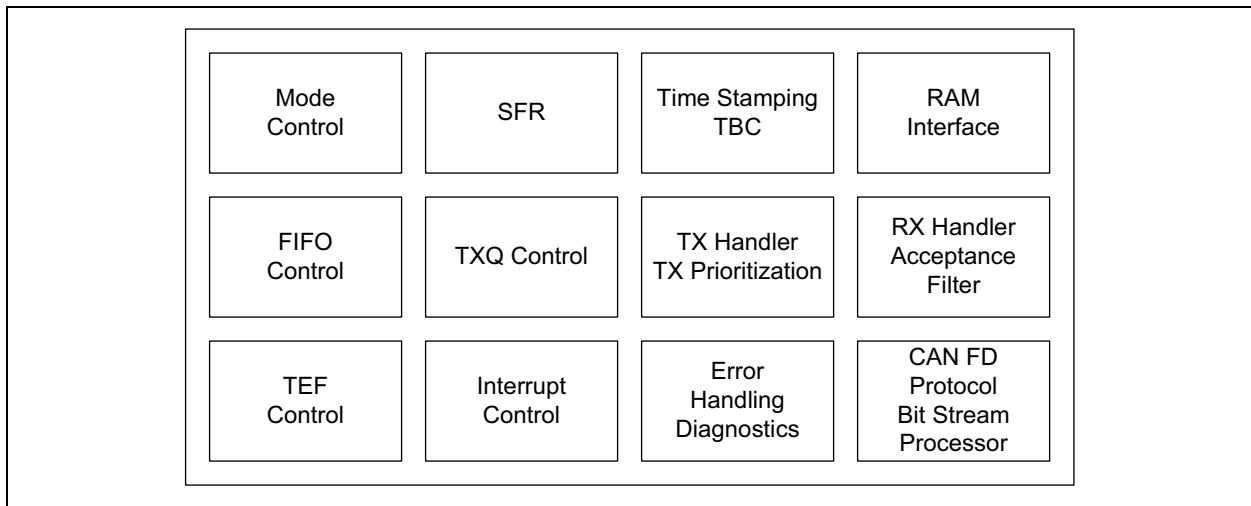 Mode
Control
SFR
Time Stamping
TBC
RAM
Interface
FIFO
Control
TXQ Control
TX Handler
TX Prioritization
RX Handler
Acceptance
Filter
TEF
Control
Interrupt
Control
Error
Handling
Diagnostics
CAN FD
Protocol
Bit Stream
Processor